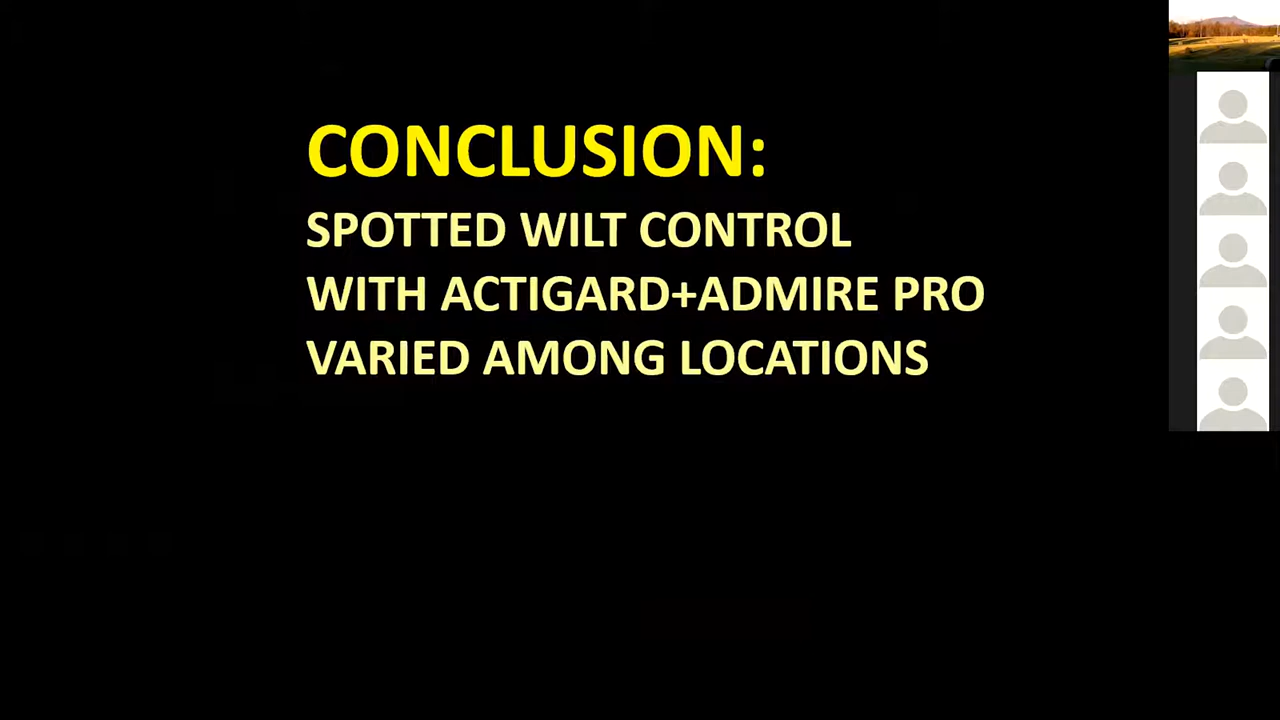 CONCLUSION:
SPOTTED WILT CONTROL
WITH ACTIGARD+ADMIRE PRO
VARIED AMONG LOCATIONS